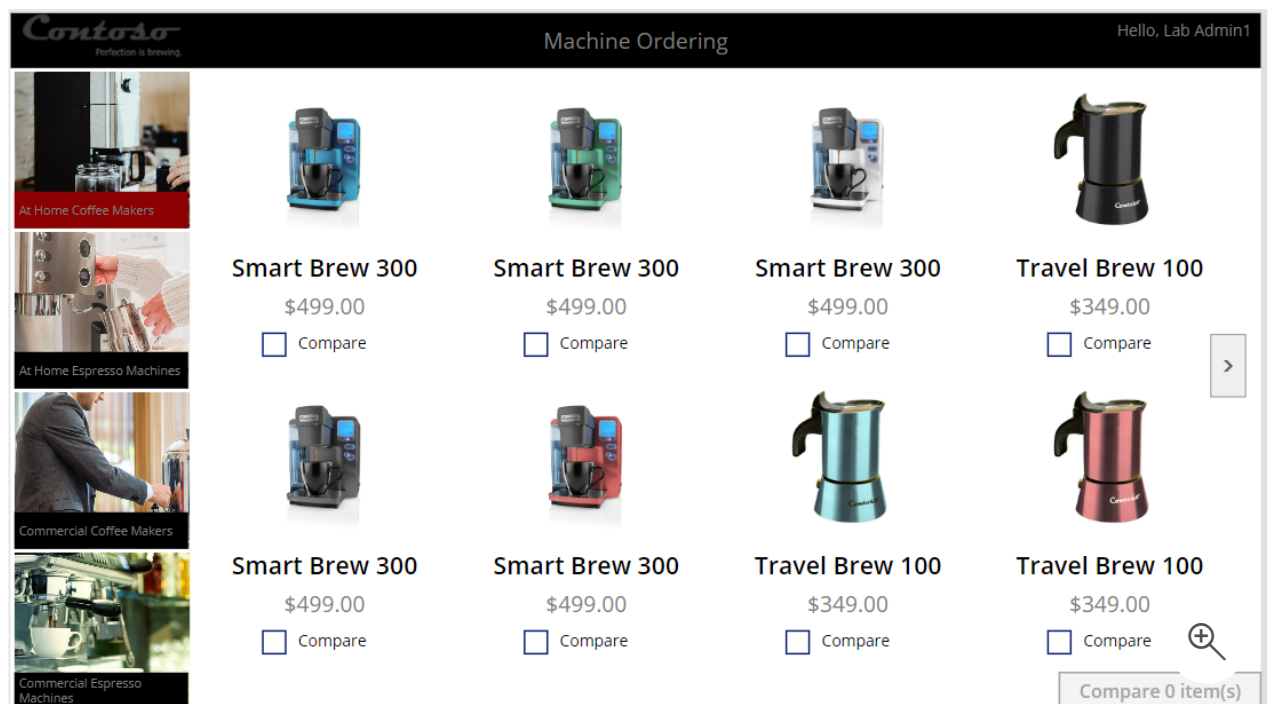 Contoso
Perfection is brewing.
Machine Ordering
Hello, Lab Admin1
At Home Coffee Makers
At Home Espresso Machines
Commercial Coffee Makers
Commercial Espresso
Machines
Smart Brew 300
$499.00
Compare
Smart Brew 300
$499.00
Compare
Smart Brew 300
$499.00
Compare
Contoso
Travel Brew 100
$349.00
Compare
Smart Brew 300
$499.00
Compare
Smart Brew 300
$499.00
Compare
Contoso
Travel Brew 100
$349.00
Compare
Contoso
Travel Brew 100
$349.00
Compare
Compare 0 item(s)